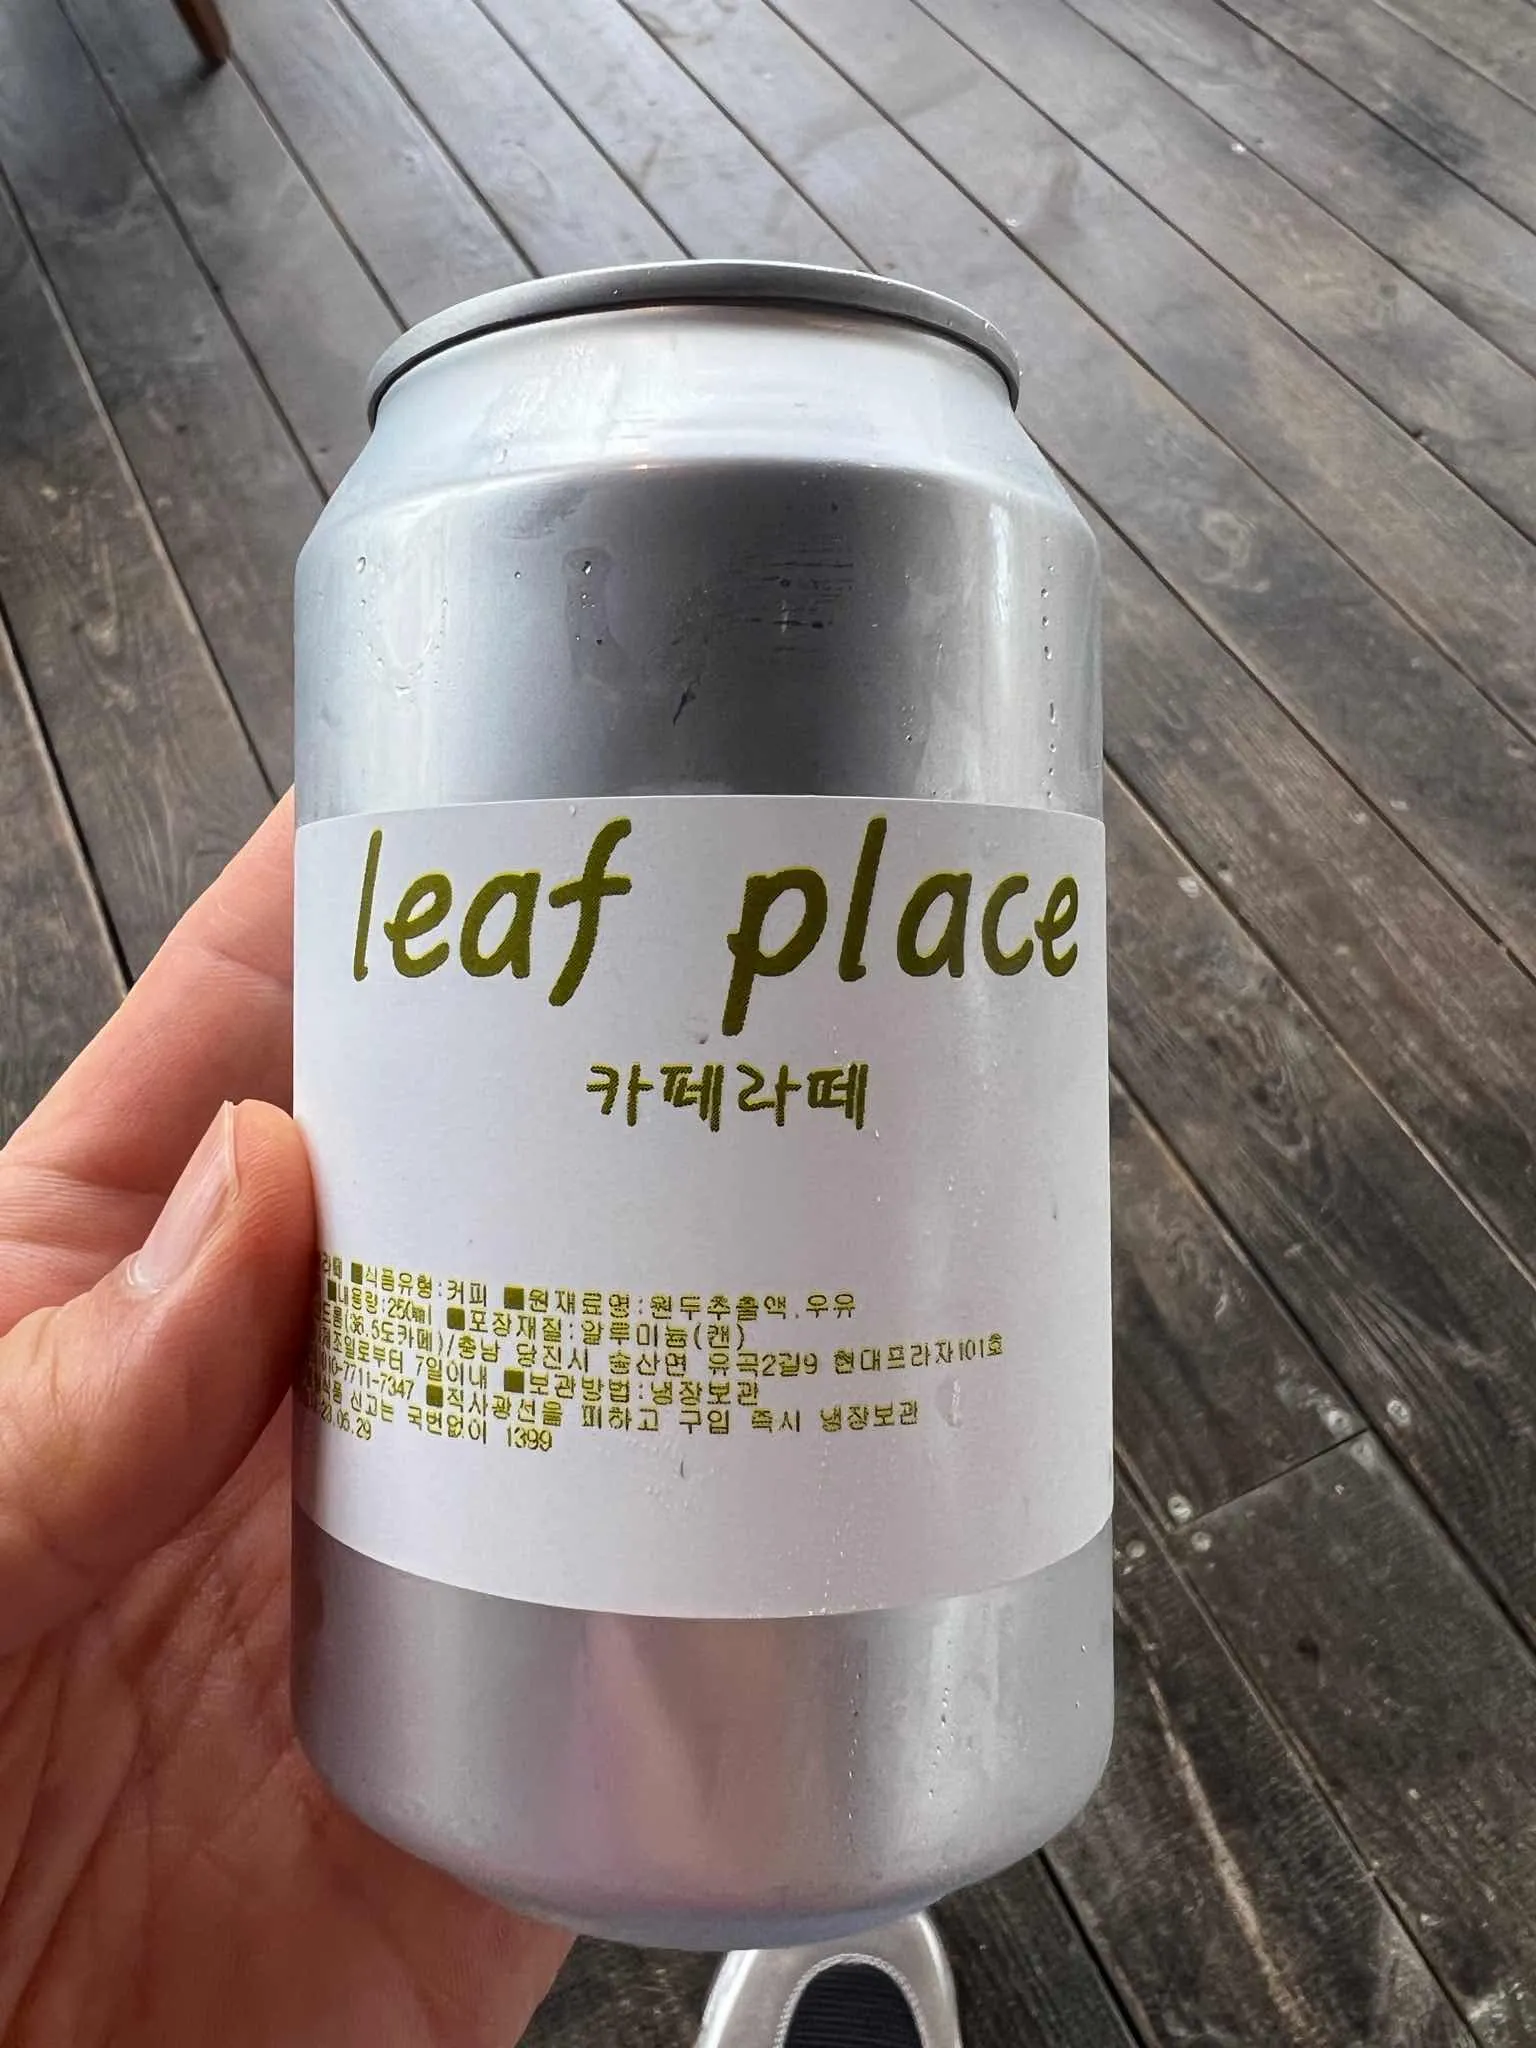 leaf place
카페라떼
라떼 ■식품유형:커피 ■원재료명:원두추출액.우유
■내용량:250ml ■포장재질:알루미늄(캔)
(36.5도카페)/충남 당진시 송산면 유곡2길9 현대프라자101호
제조일로부터 7일이내 ■보관방법:냉장보관
010-7711-7347 ■직사광선을 피하고 구입 즉시 냉장보관
신고는 국번없이 1399
23.05.29